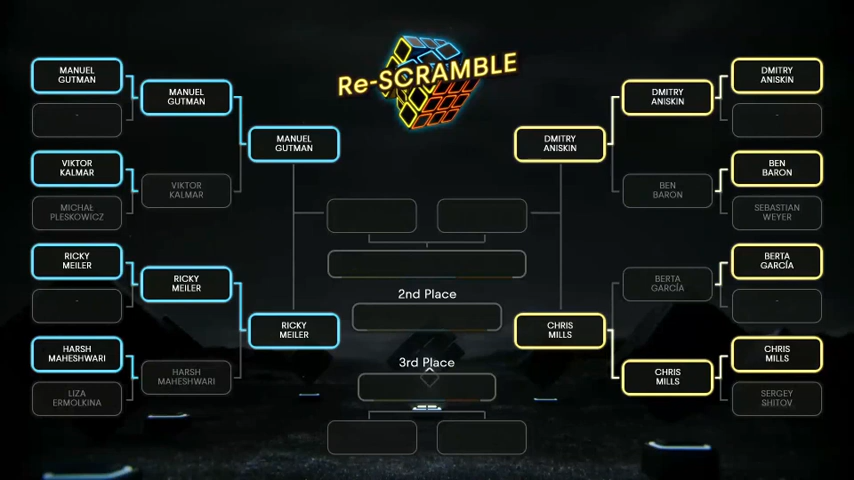 Re-SCRAMBLE
MANUEL
GUTMAN
-
VIKTOR
KALMAR
MICHAŁ
PLESKOWICZ
RICKY
MEILER
-
HARSH
MAHESHWARI
LIZA
ERMOLKINA
MANUEL
GUTMAN
VIKTOR
KALMAR
RICKY
MEILER
HARSH
MAHESHWARI
MANUEL
GUTMAN
RICKY
MEILER
2nd Place
3rd Place
DMITRY
ANISKIN
CHRIS
MILLS
DMITRY
ANISKIN
BEN
BARON
BERTA
GARCÍA
CHRIS
MILLS
DMITRY
ANISKIN
-
BEN
BARON
SEBASTIAN
WEYER
BERTA
GARCÍA
-
CHRIS
MILLS
SERGEY
SHITOV